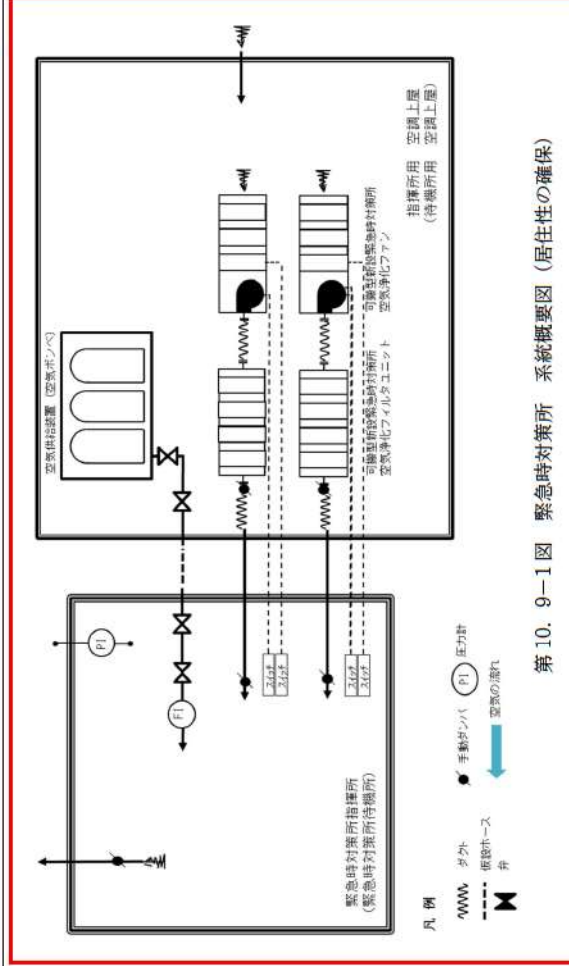 空気供給装置(空気ボンベ)
PI
FI
スイッチ
スイッチ
スイッチ
スイッチ
可搬型新設緊急時対策所
空気浄化フィルタユニット
可搬型新設緊急時対策所
空気浄化ファン
指揮所用 空調上屋
(待機所用 空調上屋)
緊急時対策所指揮所
(緊急時対策所待機所)
凡例
ダクト
仮設ホース
弁
手動ダンパ
PI 圧力計
空気の流れ
第10.9-1図 緊急時対策所 系統概要図(居住性の確保)